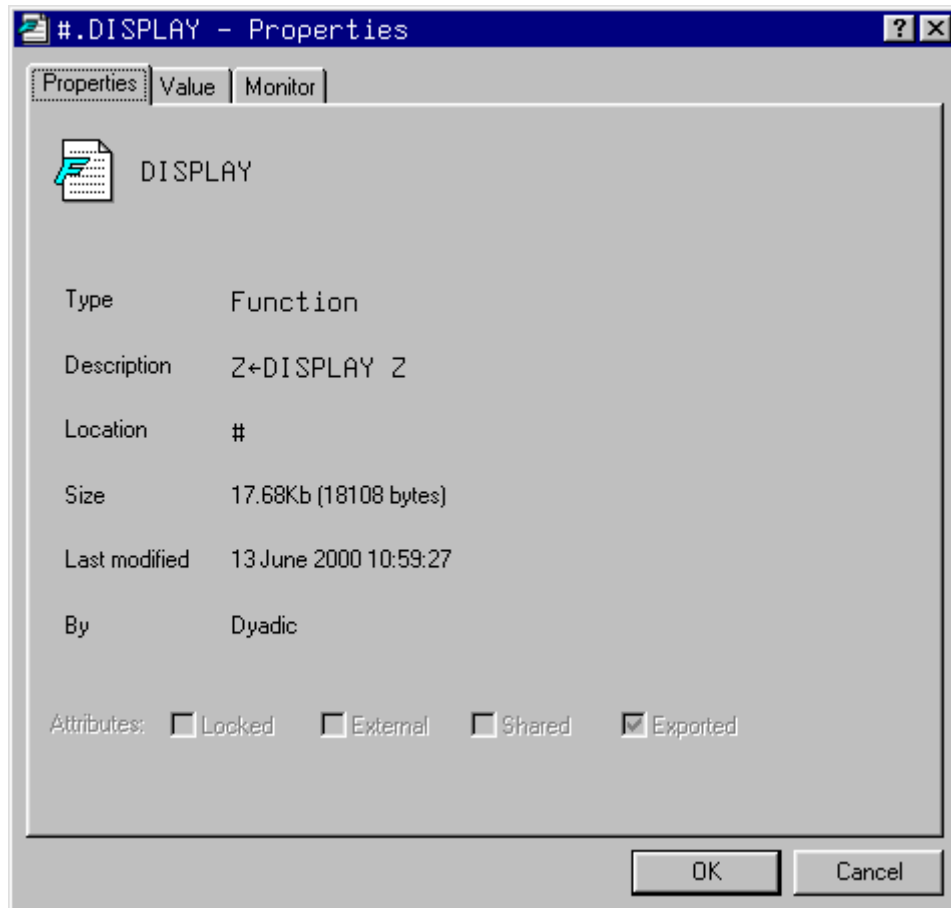 #.DISPLAY - Properties
Properties Value Monitor
DISPLAY
Type Function
Description Z←DISPLAY Z
Location #
Size 17.68Kb (18108 bytes)
Last modified 13 June 2000 10:59:27
By Dyadic
Attributes: Locked External Shared Exported
OK Cancel